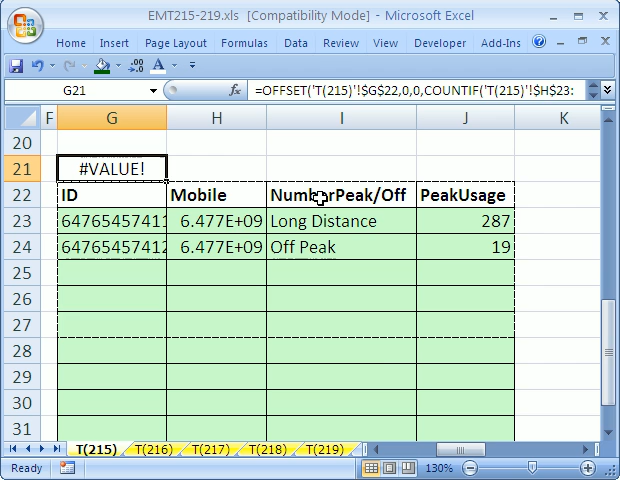 EMT215-219.xls [Compatibility Mode] - Microsoft Excel
Home Insert Page Layout Formulas Data Review View Developer Add-Ins
G21 fx =OFFSET('T(215)'!$G$22,0,0,COUNTIF('T(215)'!$H$23:
F G H I J K
20
21 #VALUE!
22 ID Mobile NumberPeak/Off PeakUsage
23 64765457411 6.477E+09 Long Distance 287
24 64765457412 6.477E+09 Off Peak 19
25
26
27
28
29
30
31
T(215) T(216) T(217) T(218) T(219)
Ready 130%